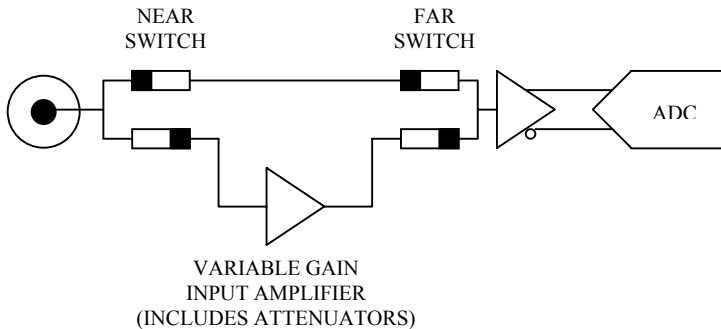 NEAR
SWITCH
FAR
SWITCH
ADC
VARIABLE GAIN
INPUT AMPLIFIER
(INCLUDES ATTENUATORS)